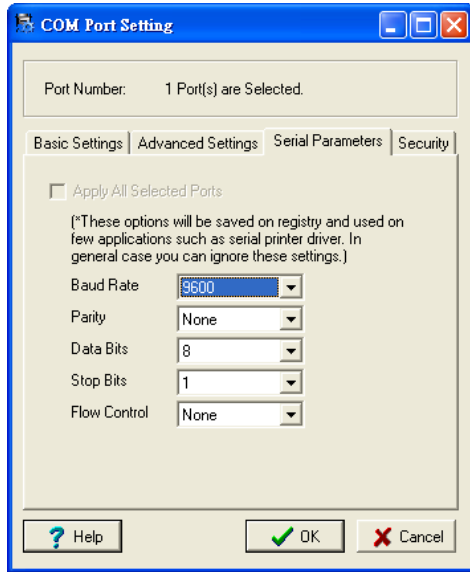 COM Port Setting
Port Number: 1 Port(s) are Selected.
Basic Settings Advanced Settings Serial Parameters Security
Apply All Selected Ports
(*These options will be saved on registry and used on
few applications such as serial printer driver. In
general case you can ignore these settings.)
Baud Rate 9600
Parity None
Data Bits 8
Stop Bits 1
Flow Control None
? Help OK Cancel